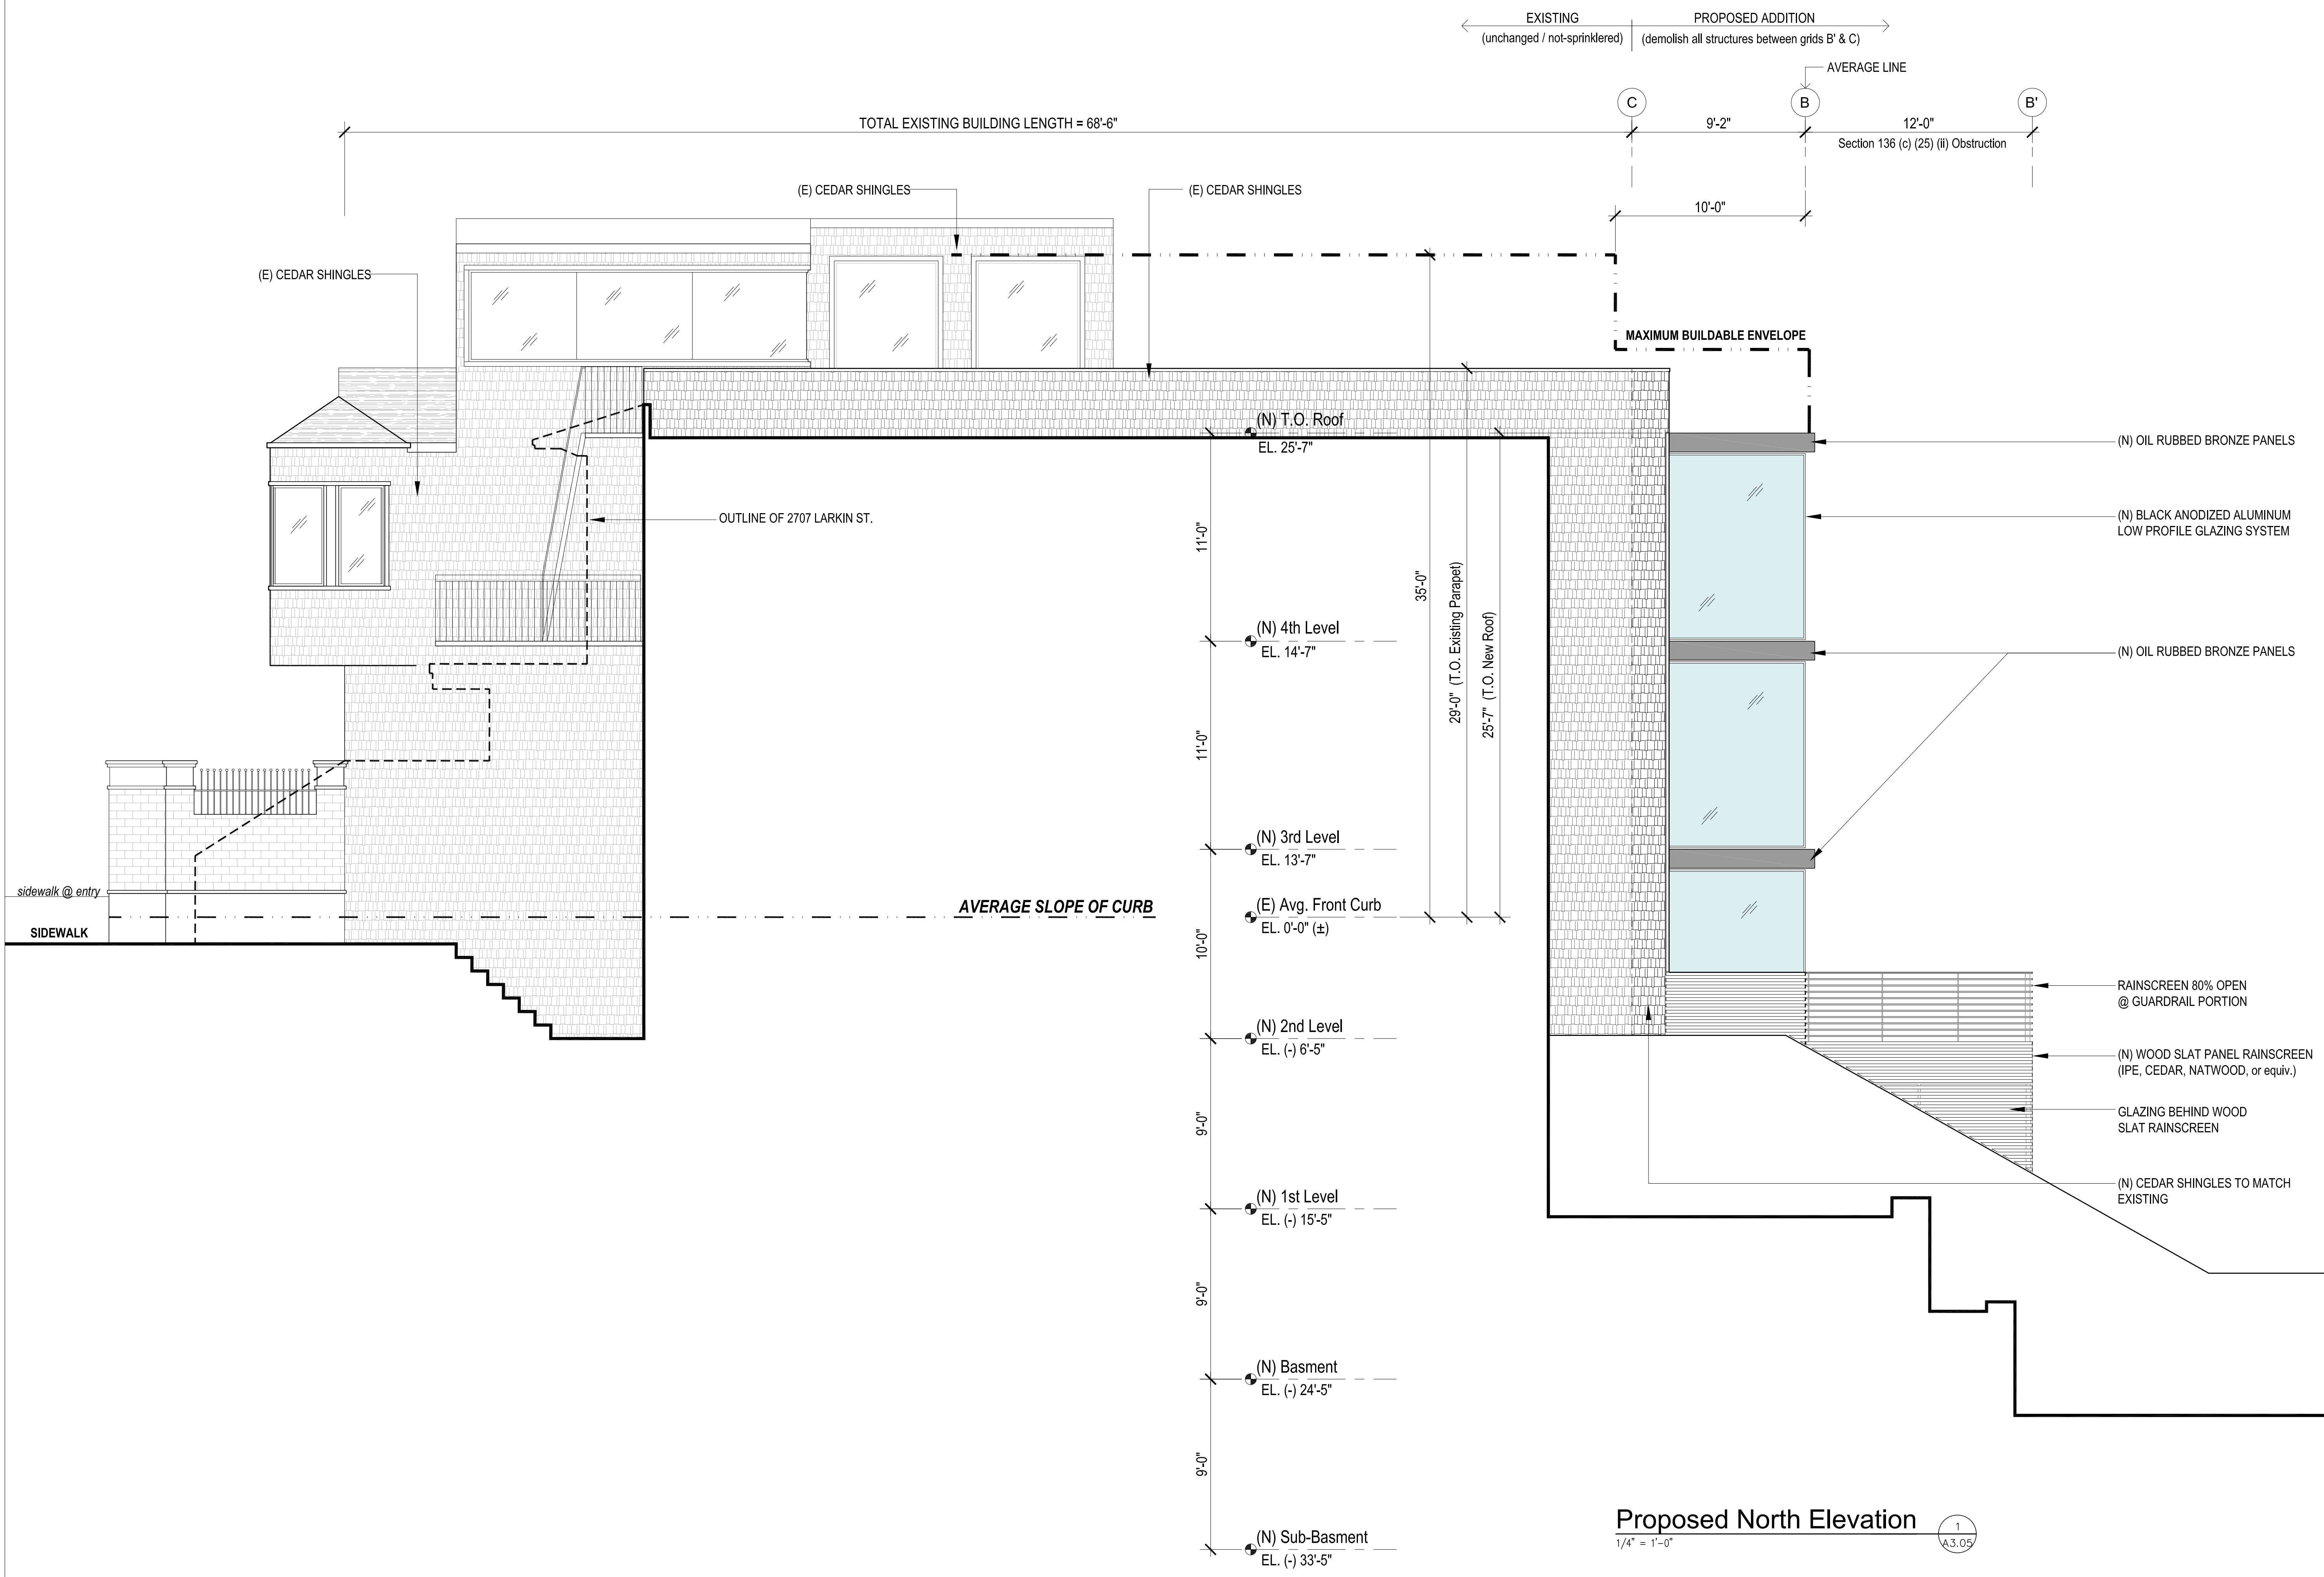 EXISTING
PROPOSED ADDITION
(unchanged / not-sprinklered)
(demolish all structures between grids B' & C)
AVERAGE LINE
C
B
B'
TOTAL EXISTING BUILDING LENGTH = 68'-6"
9'-2"
12'-0"
Section 136 (c) (25) (ii) Obstruction
(E) CEDAR SHINGLES
(E) CEDAR SHINGLES
10'-0"
(E) CEDAR SHINGLES
MAXIMUM BUILDABLE ENVELOPE
(N) T.O. Roof
EL. 25'-7"
(N) OIL RUBBED BRONZE PANELS
OUTLINE OF 2707 LARKIN ST.
(N) BLACK ANODIZED ALUMINUM
LOW PROFILE GLAZING SYSTEM
11'-0"
35'-0"
29'-0" (T.O. Existing Parapet)
25'-7" (T.O. New Roof)
(N) 4th Level
EL. 14'-7"
(N) OIL RUBBED BRONZE PANELS
11'-0"
(N) 3rd Level
EL. 13'-7"
sidewalk @ entry
AVERAGE SLOPE OF CURB
(E) Avg. Front Curb
EL. 0'-0" (±)
SIDEWALK
10'-0"
RAINSCREEN 80% OPEN
@ GUARDRAIL PORTION
(N) 2nd Level
EL. (-) 6'-5"
(N) WOOD SLAT PANEL RAINSCREEN
(IPE, CEDAR, NATWOOD, or equiv.)
9'-0"
GLAZING BEHIND WOOD
SLAT RAINSCREEN
(N) 1st Level
EL. (-) 15'-5"
(N) CEDAR SHINGLES TO MATCH
EXISTING
9'-0"
(N) Basment
EL. (-) 24'-5"
9'-0"
(N) Sub-Basment
EL. (-) 33'-5"
Proposed North Elevation
1/4" = 1'-0"
1
A3.05